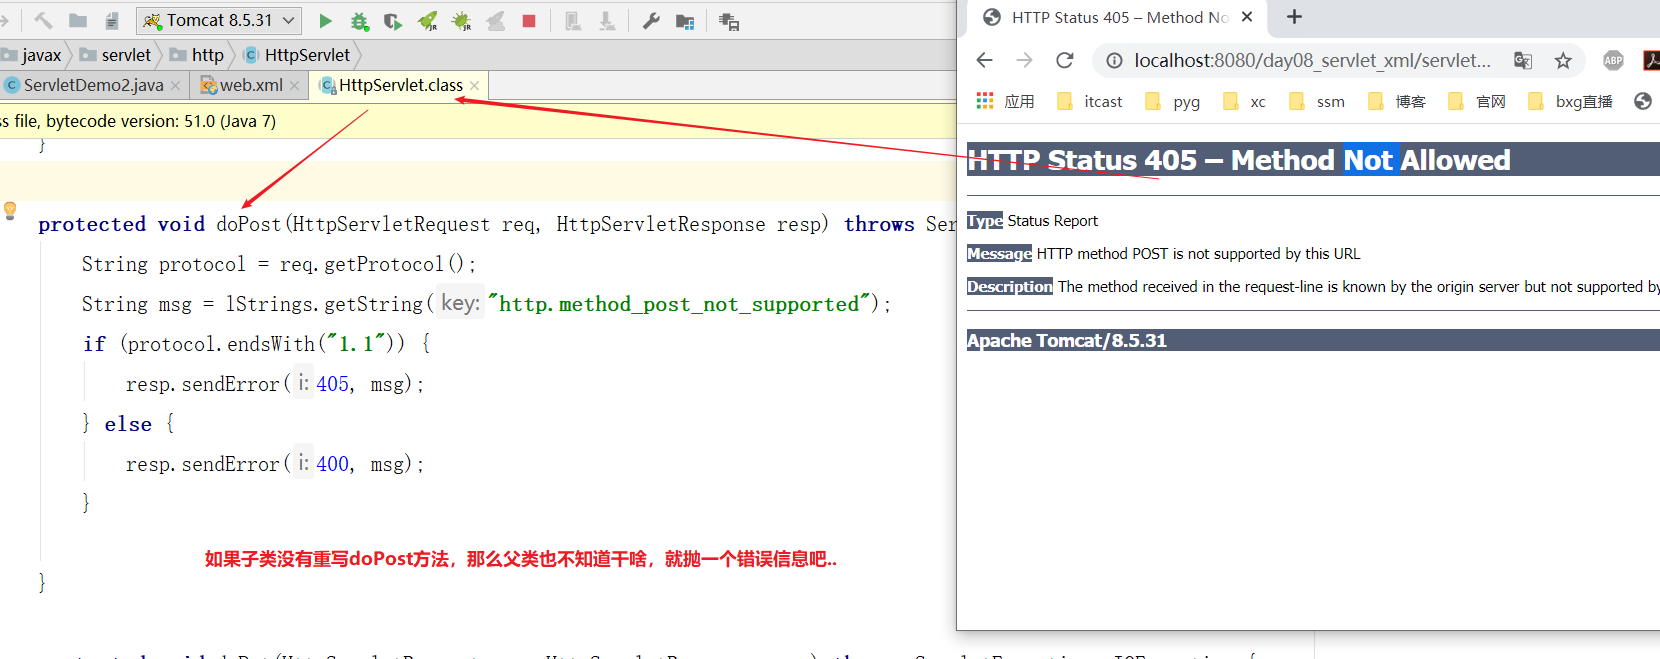 Tomcat 8.5.31
javax servlet http HttpServlet
ServletDemo2.java web.xml HttpServlet.class
s file, bytecode version: 51.0 (Java 7)
}
protected void doPost(HttpServletRequest req, HttpServletResponse resp) throws Ser
String protocol = req.getProtocol();
String msg = lStrings.getString( key: "http.method_post_not_supported");
if (protocol.endsWith("1.1")) {
resp.sendError( i: 405, msg);
} else {
resp.sendError( i: 400, msg);
}
如果子类没有重写doPost方法，那么父类也不知道干啥，就抛一个错误信息吧..
}
HTTP Status 405 – Method No
localhost:8080/day08_servlet_xml/servlet...
ABP
应用 itcast pyg xc ssm 博客 官网 bxg直播
HTTP Status 405 – Method Not Allowed
Type Status Report
Message HTTP method POST is not supported by this URL
Description The method received in the request-line is known by the origin server but not supported by
Apache Tomcat/8.5.31